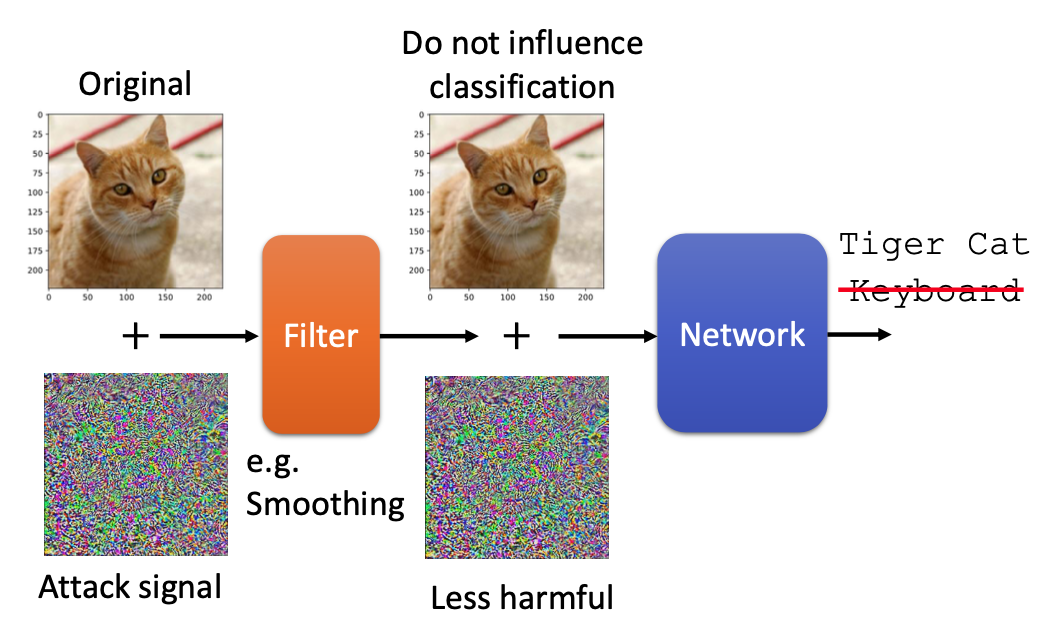 Do not influence
classification
Original
0
25
50
75
100
125
150
175
200
0 50 100 150 200
0
25
50
75
100
125
150
175
200
0 50 100 150 200
+
Filter
+
Network
Tiger Cat
Keyboard
e.g.
Smoothing
Attack signal
Less harmful